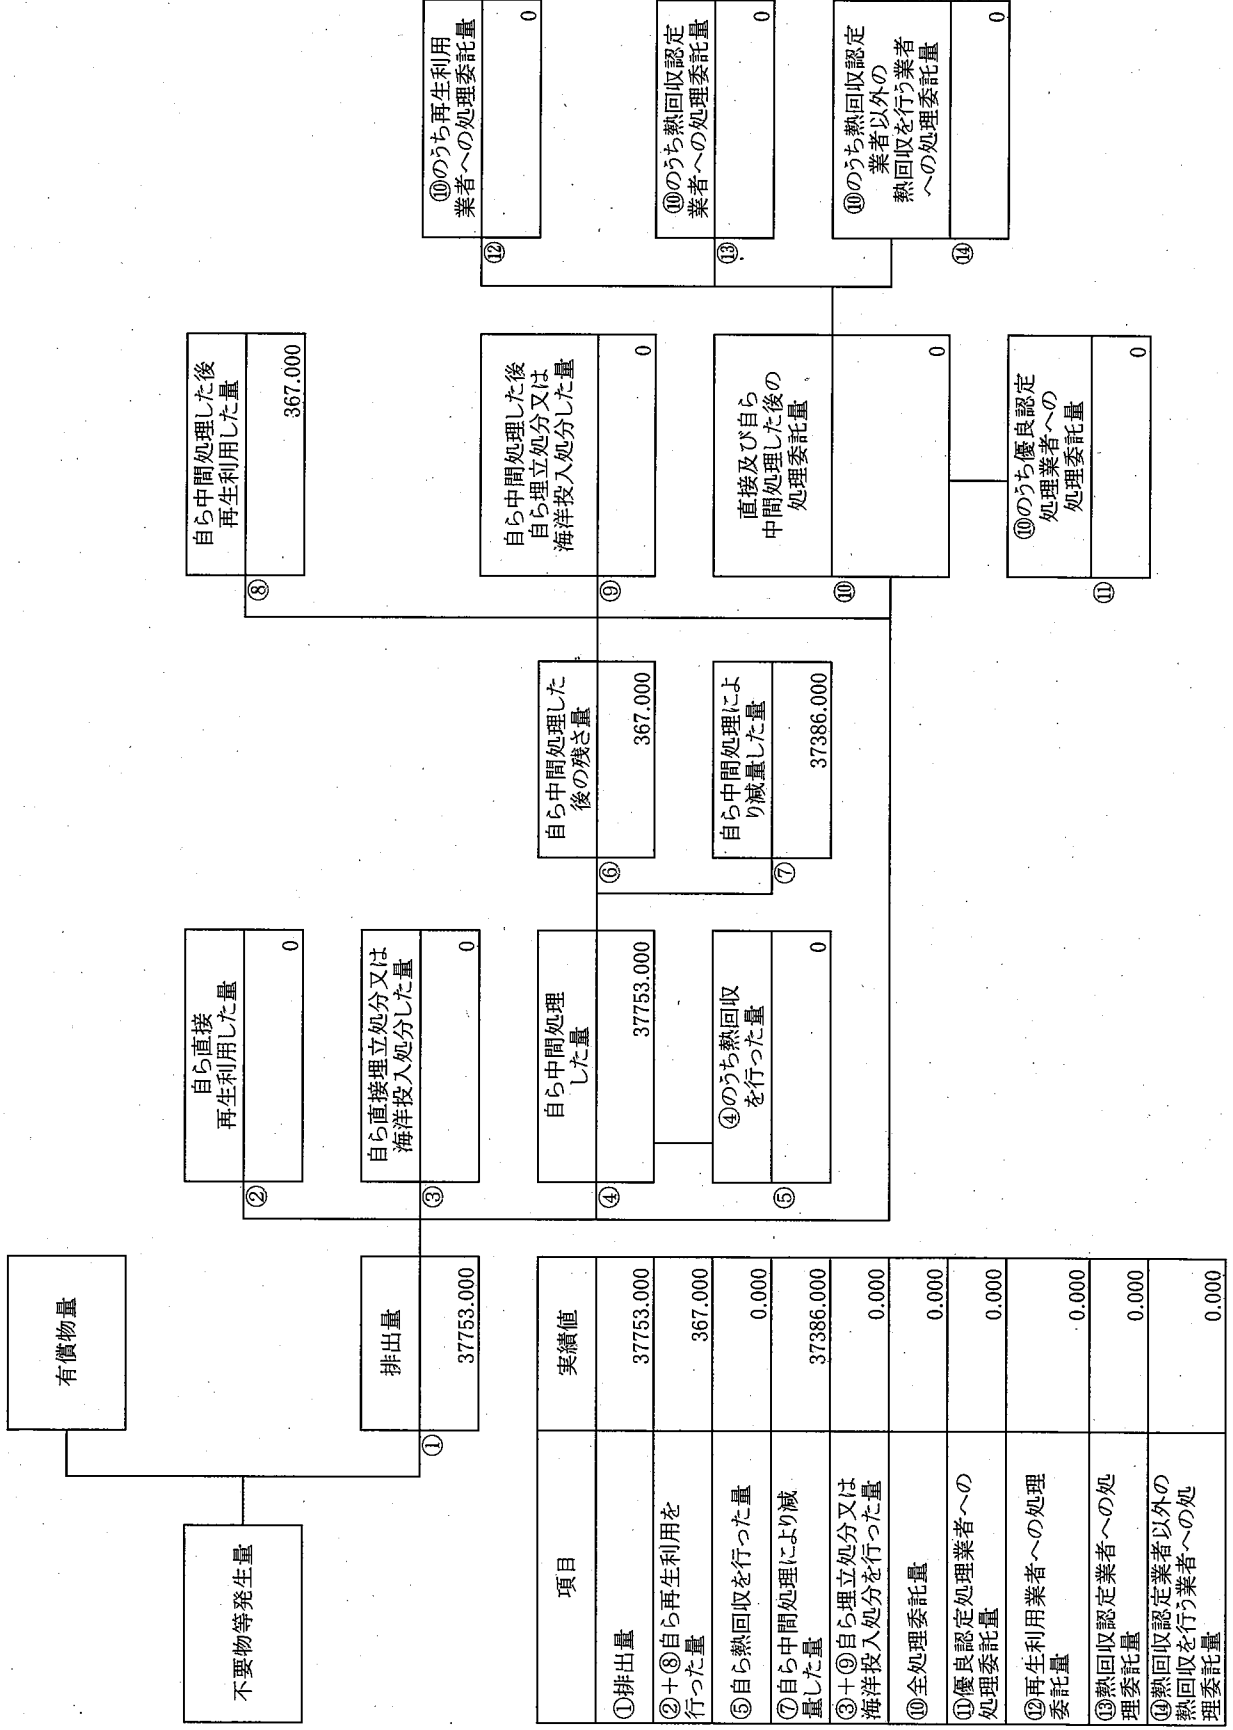 不要物等発生量
有償物量
排出量
①
37753.000
自ら直接
再生利用した量
②
0
自ら直接埋立処分又は
海洋投入処分した量
③
0
自ら中間処理
した量
④
37753.000
④のうち熱回収
を行った量
⑤
0
自ら中間処理した
後の残さ量
⑥
367.000
自ら中間処理によ
り減量した量
⑦
37386.000
自ら中間処理した後
再生利用した量
⑧
367.000
自ら中間処理した後
自ら埋立処分又は
海洋投入処分した量
⑨
0
直接及び自ら
中間処理した後の
処理委託量
⑩
0
⑩のうち優良認定
処理業者への
処理委託量
⑪
0
⑩のうち再生利用
業者への処理委託量
⑫
0
⑩のうち熱回収認定
業者への処理委託量
⑬
0
⑩のうち熱回収認定
業者以外の
熱回収を行う業者
への処理委託量
⑭
0
項目 実績値
①排出量 37753.000
②+⑧自ら再生利用を
行った量 367.000
⑤自ら熱回収を行った量 0.000
⑦自ら中間処理により減
量した量 37386.000
③+⑨自ら埋立処分又は
海洋投入処分を行った量 0.000
⑩全処理委託量 0.000
⑪優良認定処理業者への
処理委託量 0.000
⑫再生利用業者への処理
委託量 0.000
⑬熱回収認定業者への処
理委託量 0.000
⑭熱回収認定業者以外の
熱回収を行う業者への処
理委託量 0.000